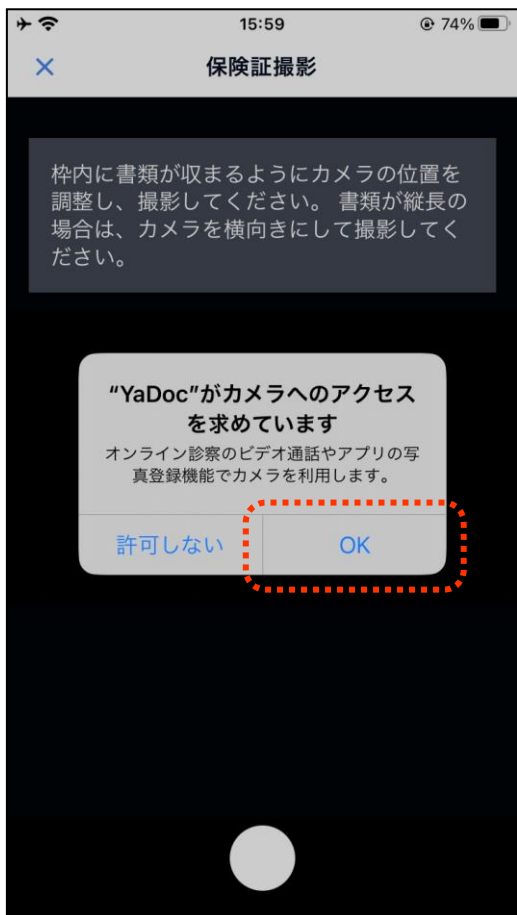 15:59
74%
保険証撮影
枠内に書類が収まるようにカメラの位置を
調整し、撮影してください。 書類が縦長の
場合は、カメラを横向きにして撮影してく
ださい。
“YaDoc”がカメラへのアクセス
を求めています
オンライン診察のビデオ通話やアプリの写
真登録機能でカメラを利用します。
許可しない
OK